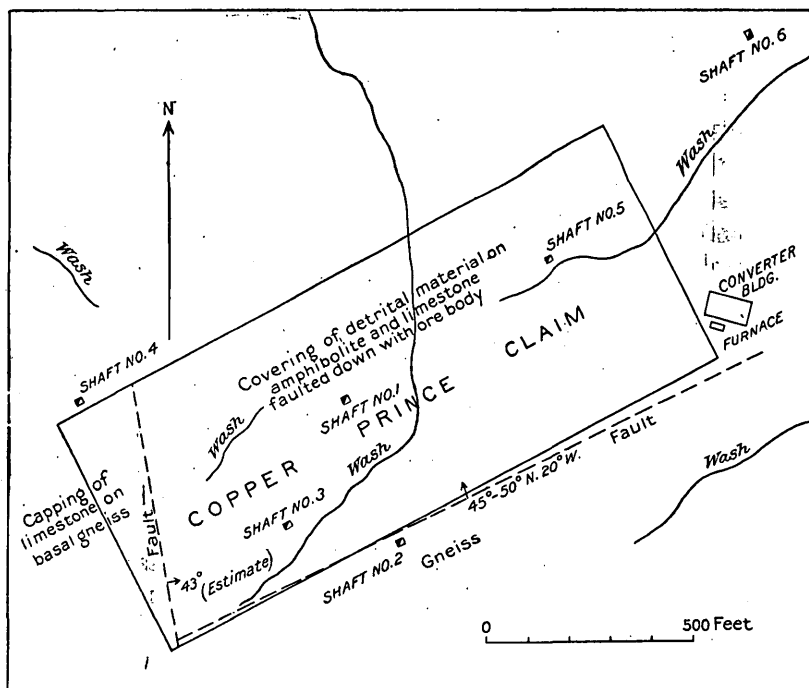 SHAFT NO. 6
N
Wash
Wash
SHAFT NO. 5
CONVERTER
BLDG.
FURNACE
Covering of detrital material on
amphibolite and limestone
faulted down with ore body
SHAFT NO. 4
SHAFT NO. 1
Wash
COPPER PRINCE CLAIM
Wash
Fault
Wash
Capping of
limestone on
basal gneiss
Fault
SHAFT NO. 3
45°-50° N. 20° W.
43°
(Estimate)
SHAFT NO. 2
Gneiss
0 500 Feet